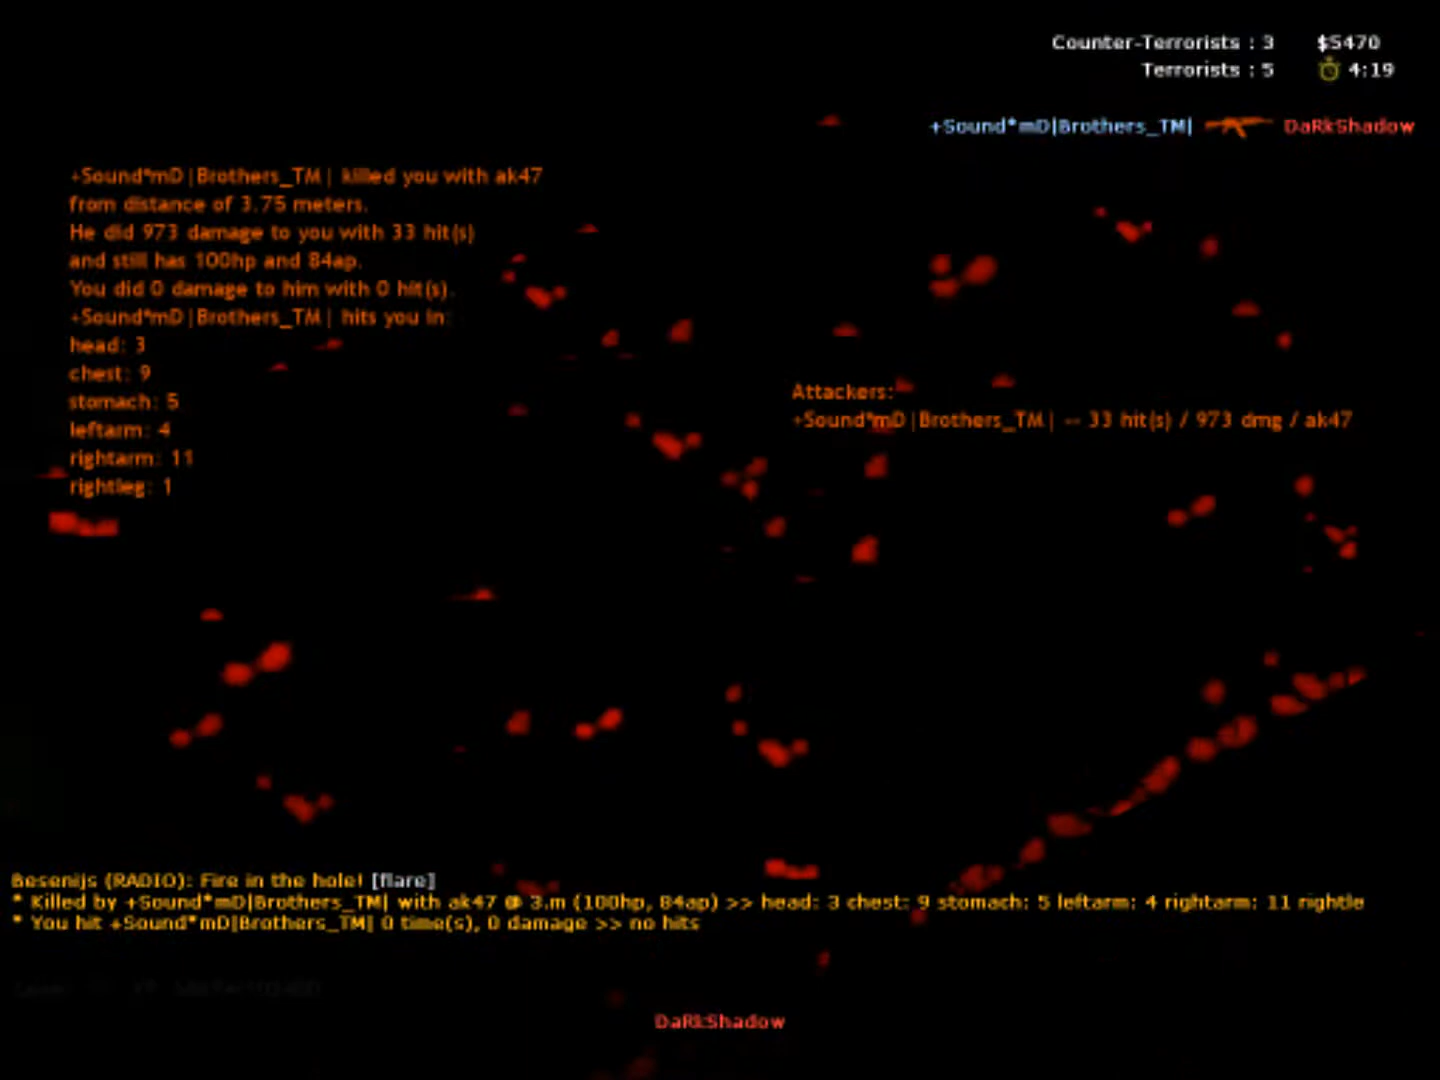 Counter-Terrorists : 3 $5470
Terrorists : 5 4:19
+Sound*mD|Brothers_TM| DaRkShadow
+Sound*mD|Brothers_TM| killed you with ak47
from distance of 3.75 meters.
He did 973 damage to you with 33 hit(s)
and still has 100hp and 84ap.
You did 0 damage to him with 0 hit(s).
+Sound*mD|Brothers_TM| hits you in:
head: 3
chest: 9
stomach: 5
leftarm: 4
rightarm: 11
rightleg: 1
Attackers:
+Sound*mD|Brothers_TM| -- 33 hit(s) / 973 dmg / ak47
Besenijs (RADIO): Fire in the hole! [flare]
* Killed by +Sound*mD|Brothers_TM| with ak47 @ 3.m (100hp, 84ap) >> head: 3 chest: 9 stomach: 5 leftarm: 4 rightarm: 11 rightle
* You hit +Sound*mD|Brothers_TM| 0 time(s), 0 damage >> no hits
DaRkShadow